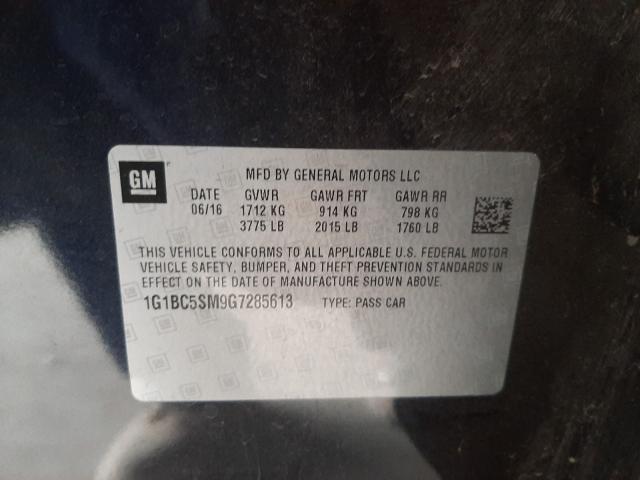 MFD BY GENERAL MOTORS LLC
GM
DATE GVWR GAWR FRT GAWR RR
06/16 1712 KG 914 KG 798 KG
3775 LB 2015 LB 1760 LB
THIS VEHICLE CONFORMS TO ALL APPLICABLE U.S. FEDERAL MOTOR
VEHICLE SAFETY, BUMPER, AND THEFT PREVENTION STANDARDS IN
EFFECT ON THE DATE OF MANUFACTURE SHOWN ABOVE.
1G1BC5SM9G7285613 TYPE: PASS CAR